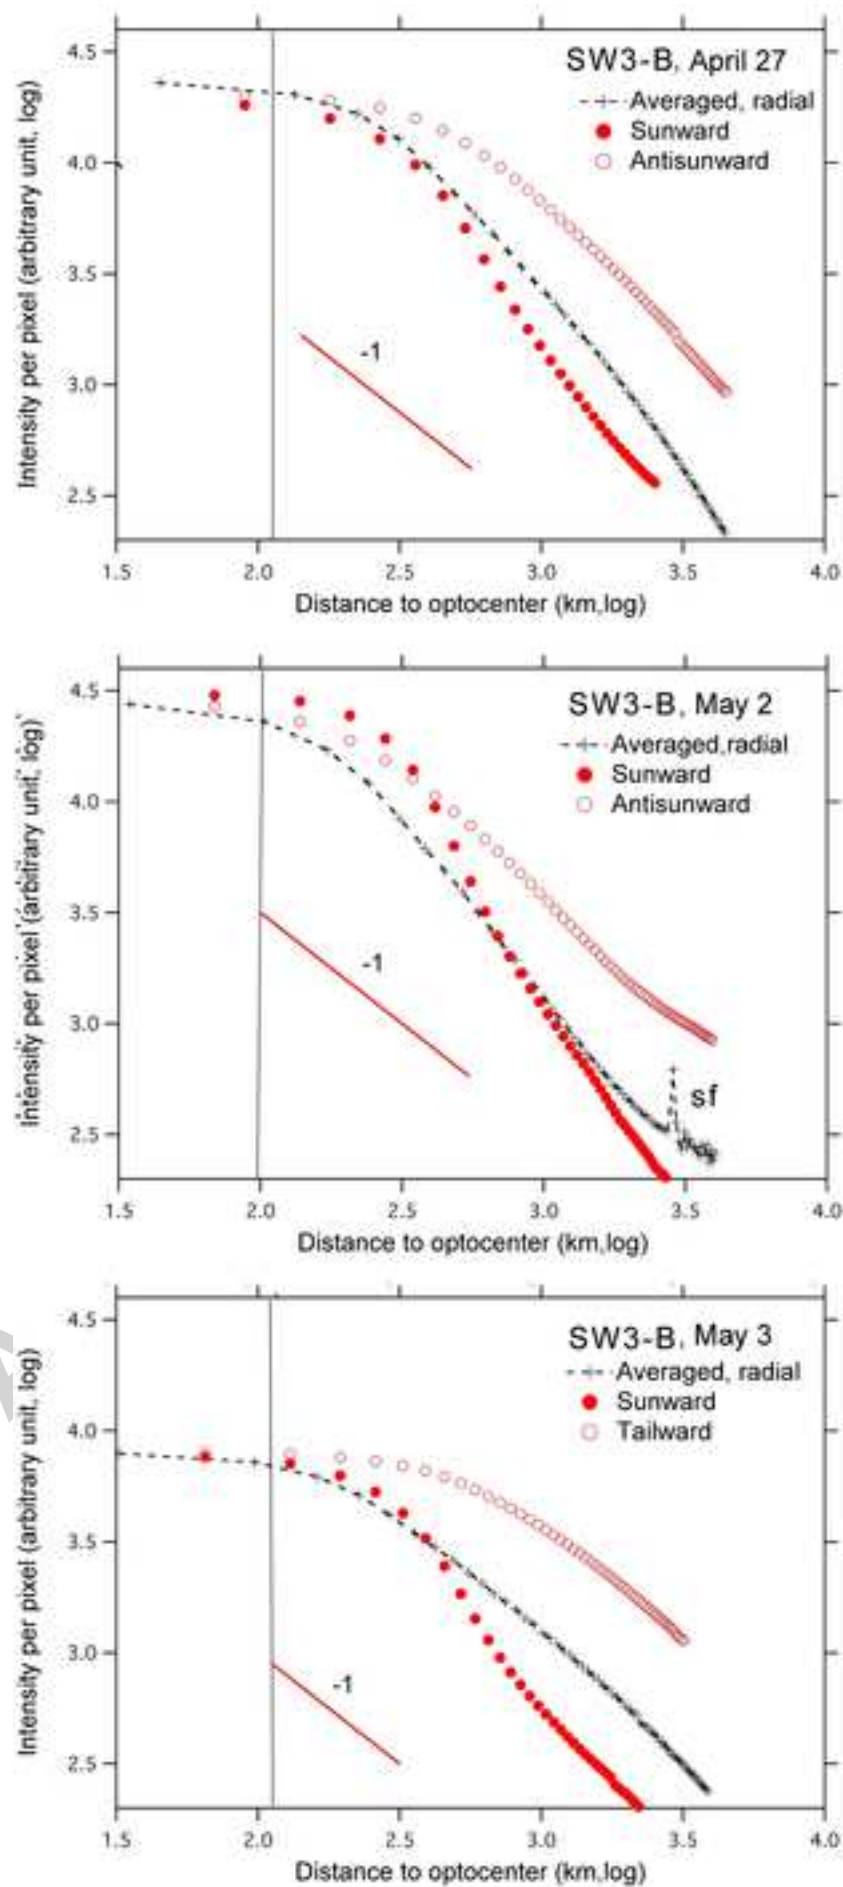 SW3-B, April 27
Averaged, radial
Sunward
Antisunward
-1
Intensity per pixel (arbitrary unit, log)
4.5
4.0
3.5
3.0
2.5
1.5 2.0 2.5 3.0 3.5 4.0
Distance to optocenter (km,log)
SW3-B, May 2
Averaged,radial
Sunward
Antisunward
-1
sf
Intensity per pixel (arbitrary unit, log)
4.5
4.0
3.5
3.0
2.5
1.5 2.0 2.5 3.0 3.5 4.0
Distance to optocenter (km,log)
SW3-B, May 3
Averaged, radial
Sunward
Tailward
-1
Intensity per pixel (arbitrary unit, log)
4.5
4.0
3.5
3.0
2.5
1.5 2.0 2.5 3.0 3.5 4.0
Distance to optocenter (km,log)